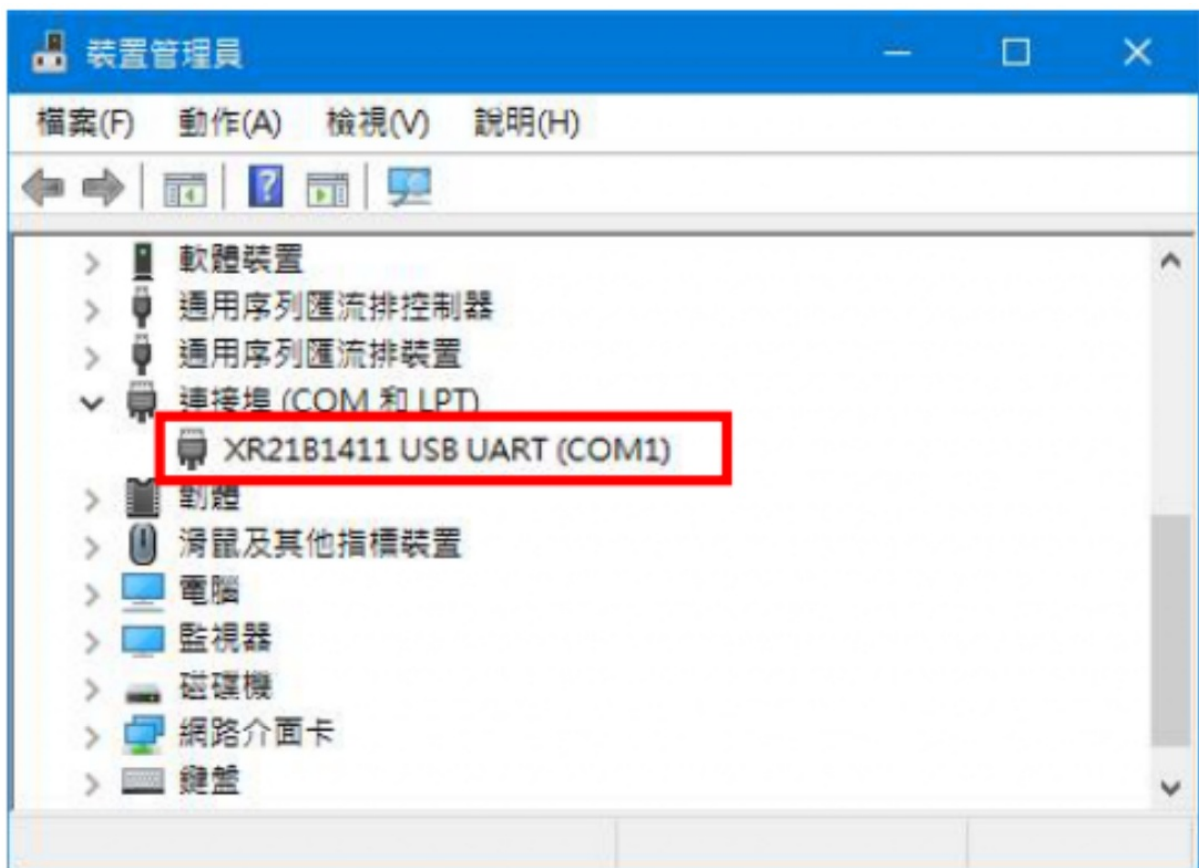 裝置管理員
檔案(F) 動作(A) 檢視(V) 說明(H)
軟體裝置
通用序列匯流排控制器
通用序列匯流排裝置
連接埠 (COM 和 LPT)
XR21B1411 USB UART (COM1)
韌體
滑鼠及其他指標裝置
電腦
監視器
磁碟機
網路介面卡
鍵盤